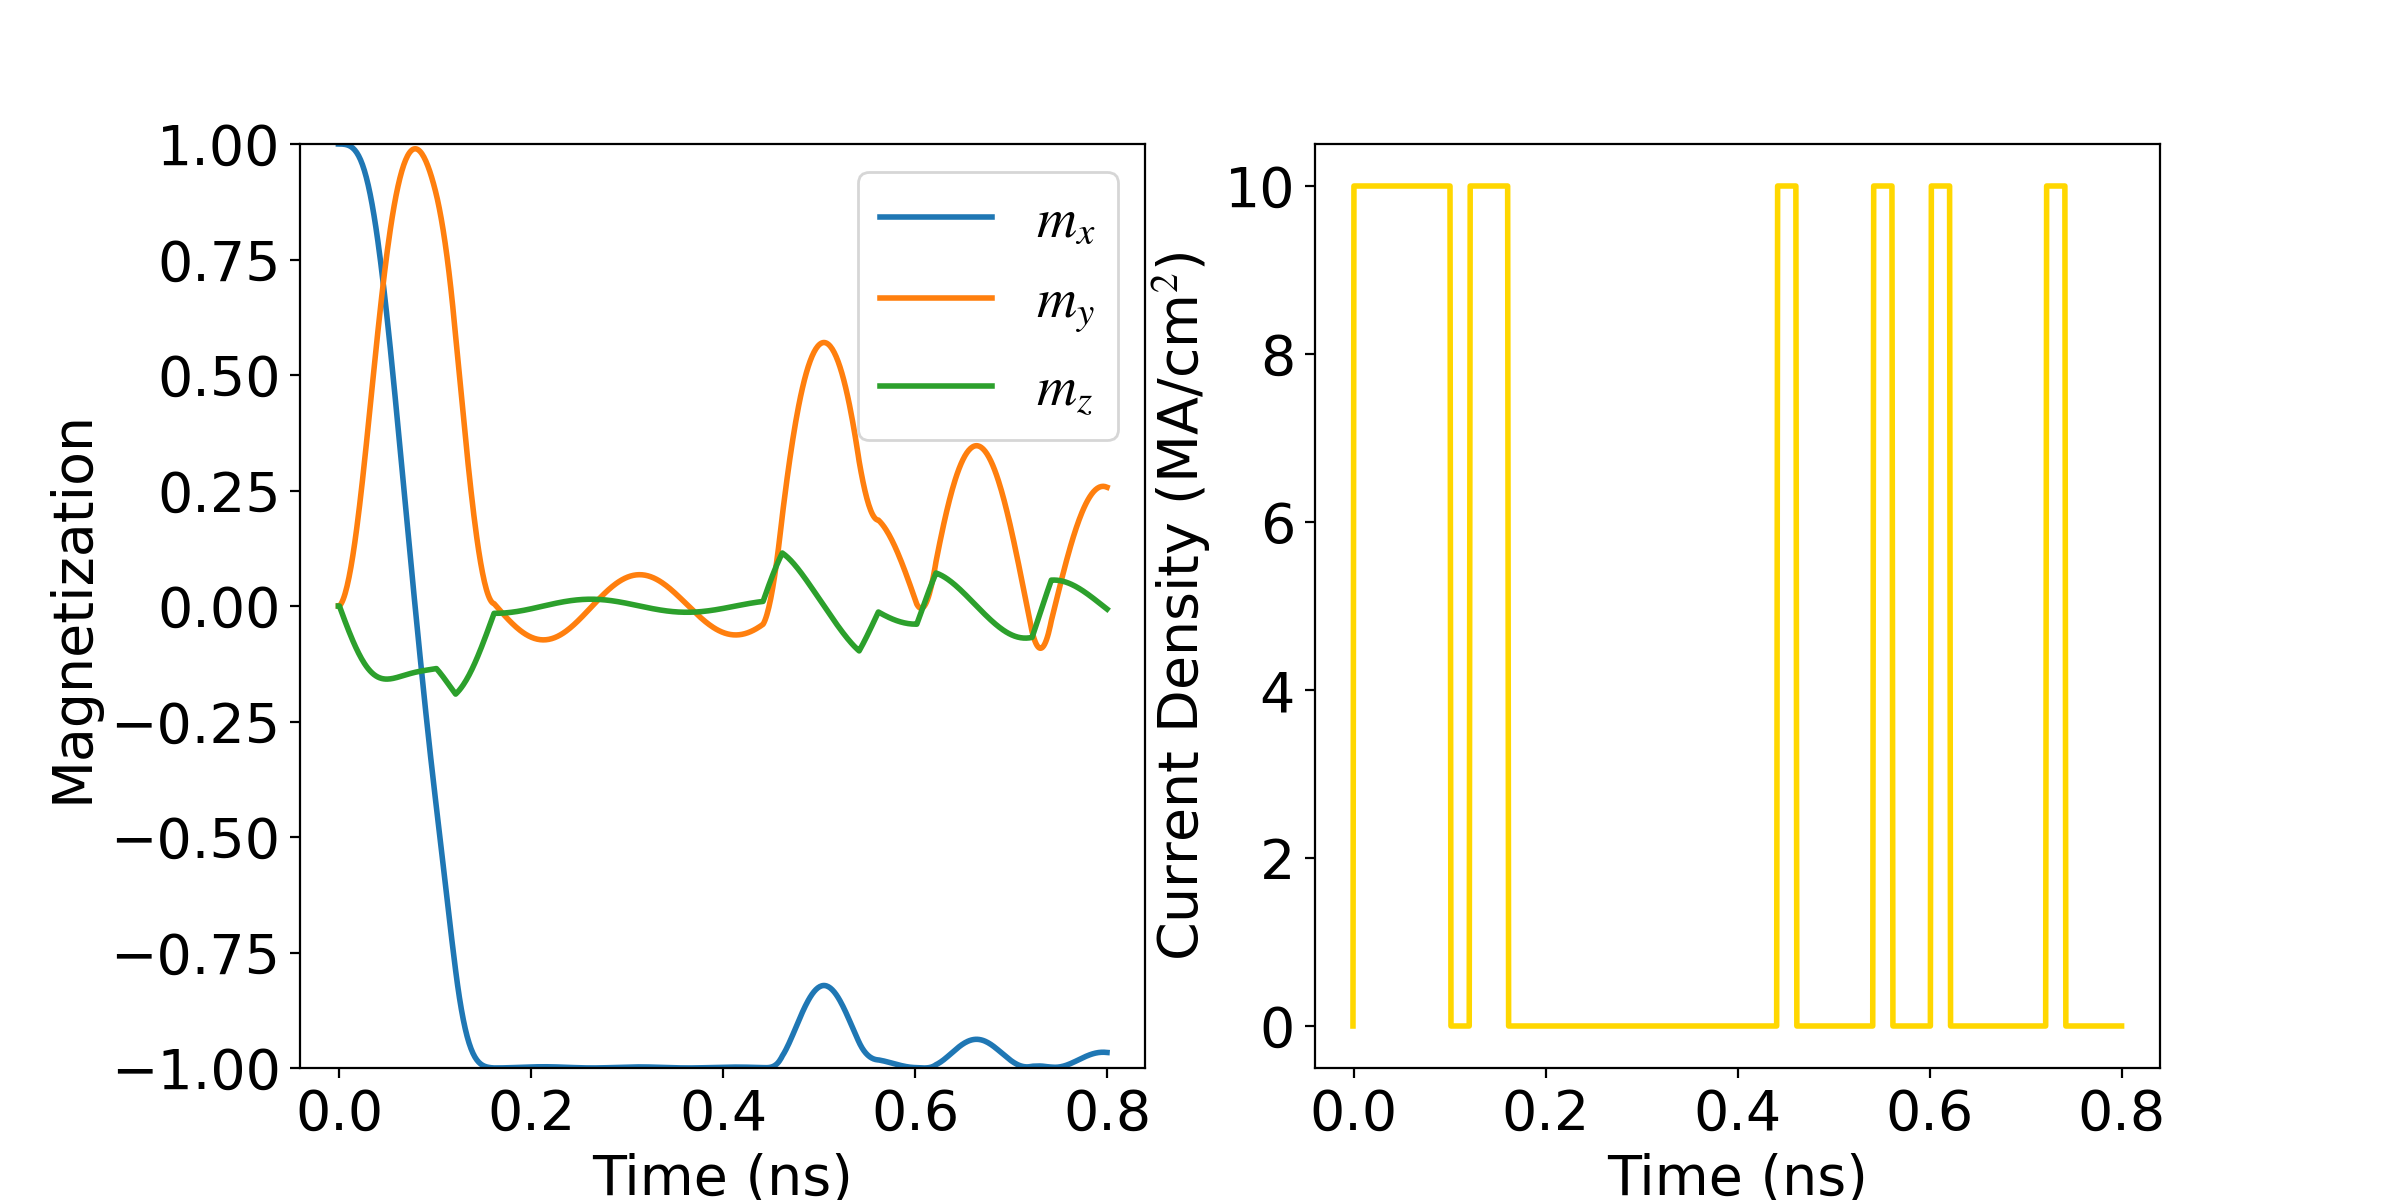 Magnetization
1.00
0.75
0.50
0.25
0.00
−0.25
−0.50
−0.75
−1.00
0.0 0.2 0.4 0.6 0.8
Time (ns)
m_x
m_y
m_z
Current Density (MA/cm²)
10
8
6
4
2
0
0.0 0.2 0.4 0.6 0.8
Time (ns)